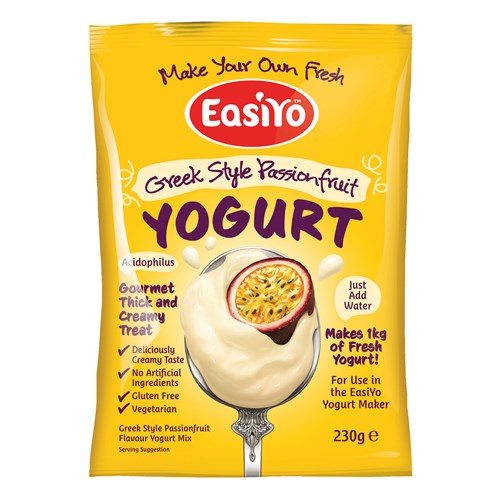 Make Your Own Fresh
EasiYo™
Greek Style Passionfruit
YOGURT
Acidophilus
Gourmet
Thick and
Creamy
Treat
✓ Deliciously
Creamy Taste
✓ No Artificial
Ingredients
✓ Gluten Free
✓ Vegetarian
Greek Style Passionfruit
Flavour Yogurt Mix
Serving Suggestion
Just
Add
Water
Makes 1kg
of Fresh
Yogurt!
For Use in
the EasiYo
Yogurt Maker
230g e